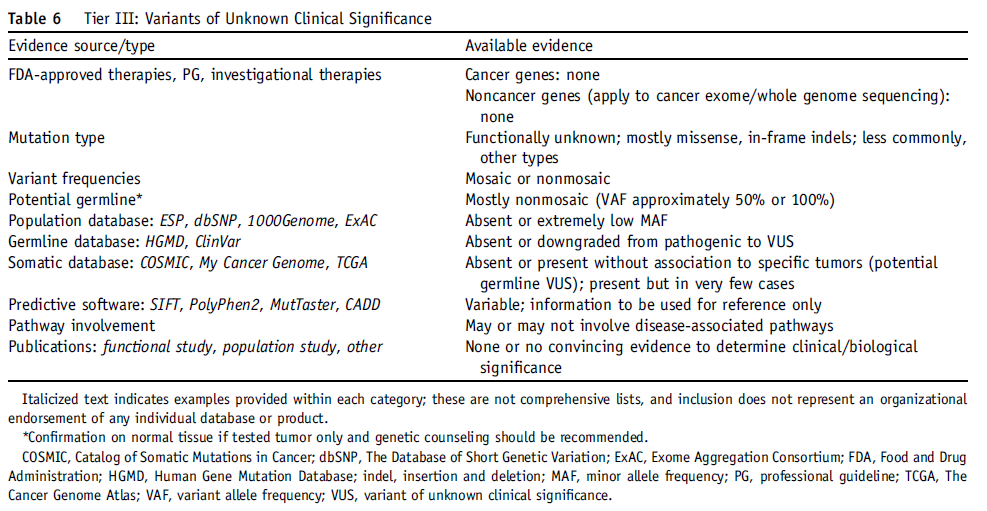 Table 6 Tier III: Variants of Unknown Clinical Significance
Evidence source/type Available evidence
FDA-approved therapies, PG, investigational therapies Cancer genes: none
Noncancer genes (apply to cancer exome/whole genome sequencing):
none
Mutation type Functionally unknown; mostly missense, in-frame indels; less commonly,
other types
Variant frequencies Mosaic or nonmosaic
Potential germline* Mostly nonmosaic (VAF approximately 50% or 100%)
Population database: ESP, dbSNP, 1000Genome, ExAC Absent or extremely low MAF
Germline database: HGMD, ClinVar Absent or downgraded from pathogenic to VUS
Somatic database: COSMIC, My Cancer Genome, TCGA Absent or present without association to specific tumors (potential
germline VUS); present but in very few cases
Predictive software: SIFT, PolyPhen2, MutTaster, CADD Variable; information to be used for reference only
Pathway involvement May or may not involve disease-associated pathways
Publications: functional study, population study, other None or no convincing evidence to determine clinical/biological
significance
Italicized text indicates examples provided within each category; these are not comprehensive lists, and inclusion does not represent an organizational
endorsement of any individual database or product.
*Confirmation on normal tissue if tested tumor only and genetic counseling should be recommended.
COSMIC, Catalog of Somatic Mutations in Cancer; dbSNP, The Database of Short Genetic Variation; ExAC, Exome Aggregation Consortium; FDA, Food and Drug
Administration; HGMD, Human Gene Mutation Database; indel, insertion and deletion; MAF, minor allele frequency; PG, professional guideline; TCGA, The
Cancer Genome Atlas; VAF, variant allele frequency; VUS, variant of unknown clinical significance.